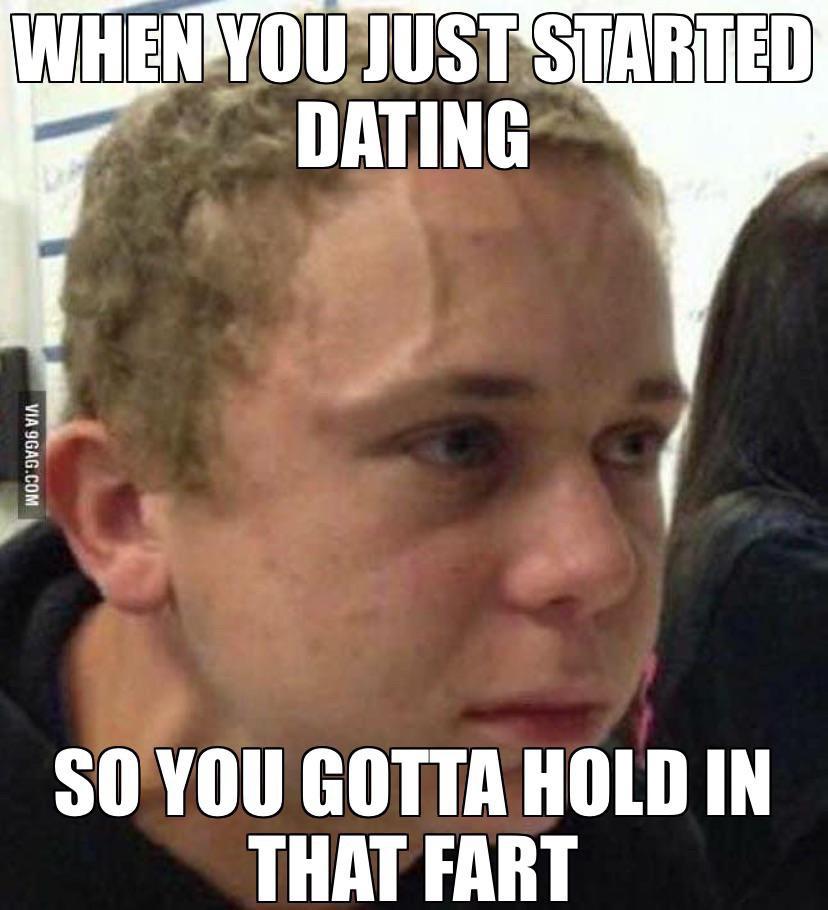 WHEN YOU JUST STARTED
DATING
VIA 9GAG.COM
SO YOU GOTTA HOLD IN
THAT FART